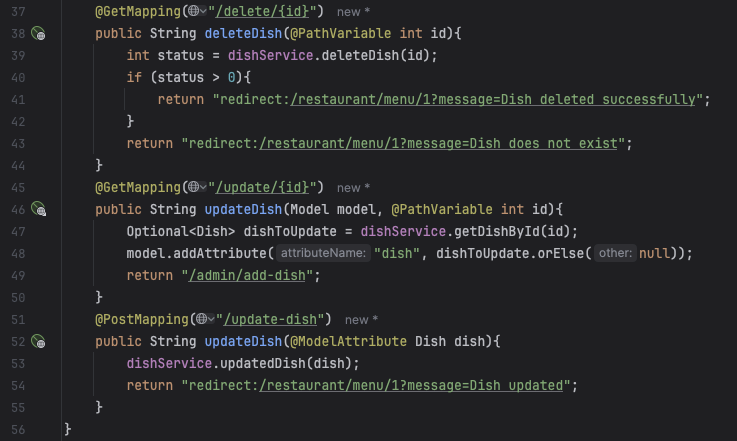 37 @GetMapping("/delete/{id}") new *
38 public String deleteDish(@PathVariable int id){
39 int status = dishService.deleteDish(id);
40 if (status > 0){
41 return "redirect:/restaurant/menu/1?message=Dish deleted successfully";
42 }
43 return "redirect:/restaurant/menu/1?message=Dish does not exist";
44 }
45 @GetMapping("/update/{id}") new *
46 public String updateDish(Model model, @PathVariable int id){
47 Optional<Dish> dishToUpdate = dishService.getDishById(id);
48 model.addAttribute( attributeName: "dish", dishToUpdate.orElse( other: null));
49 return "/admin/add-dish";
50 }
51 @PostMapping("/update-dish") new *
52 public String updateDish(@ModelAttribute Dish dish){
53 dishService.updatedDish(dish);
54 return "redirect:/restaurant/menu/1?message=Dish updated";
55 }
56 }